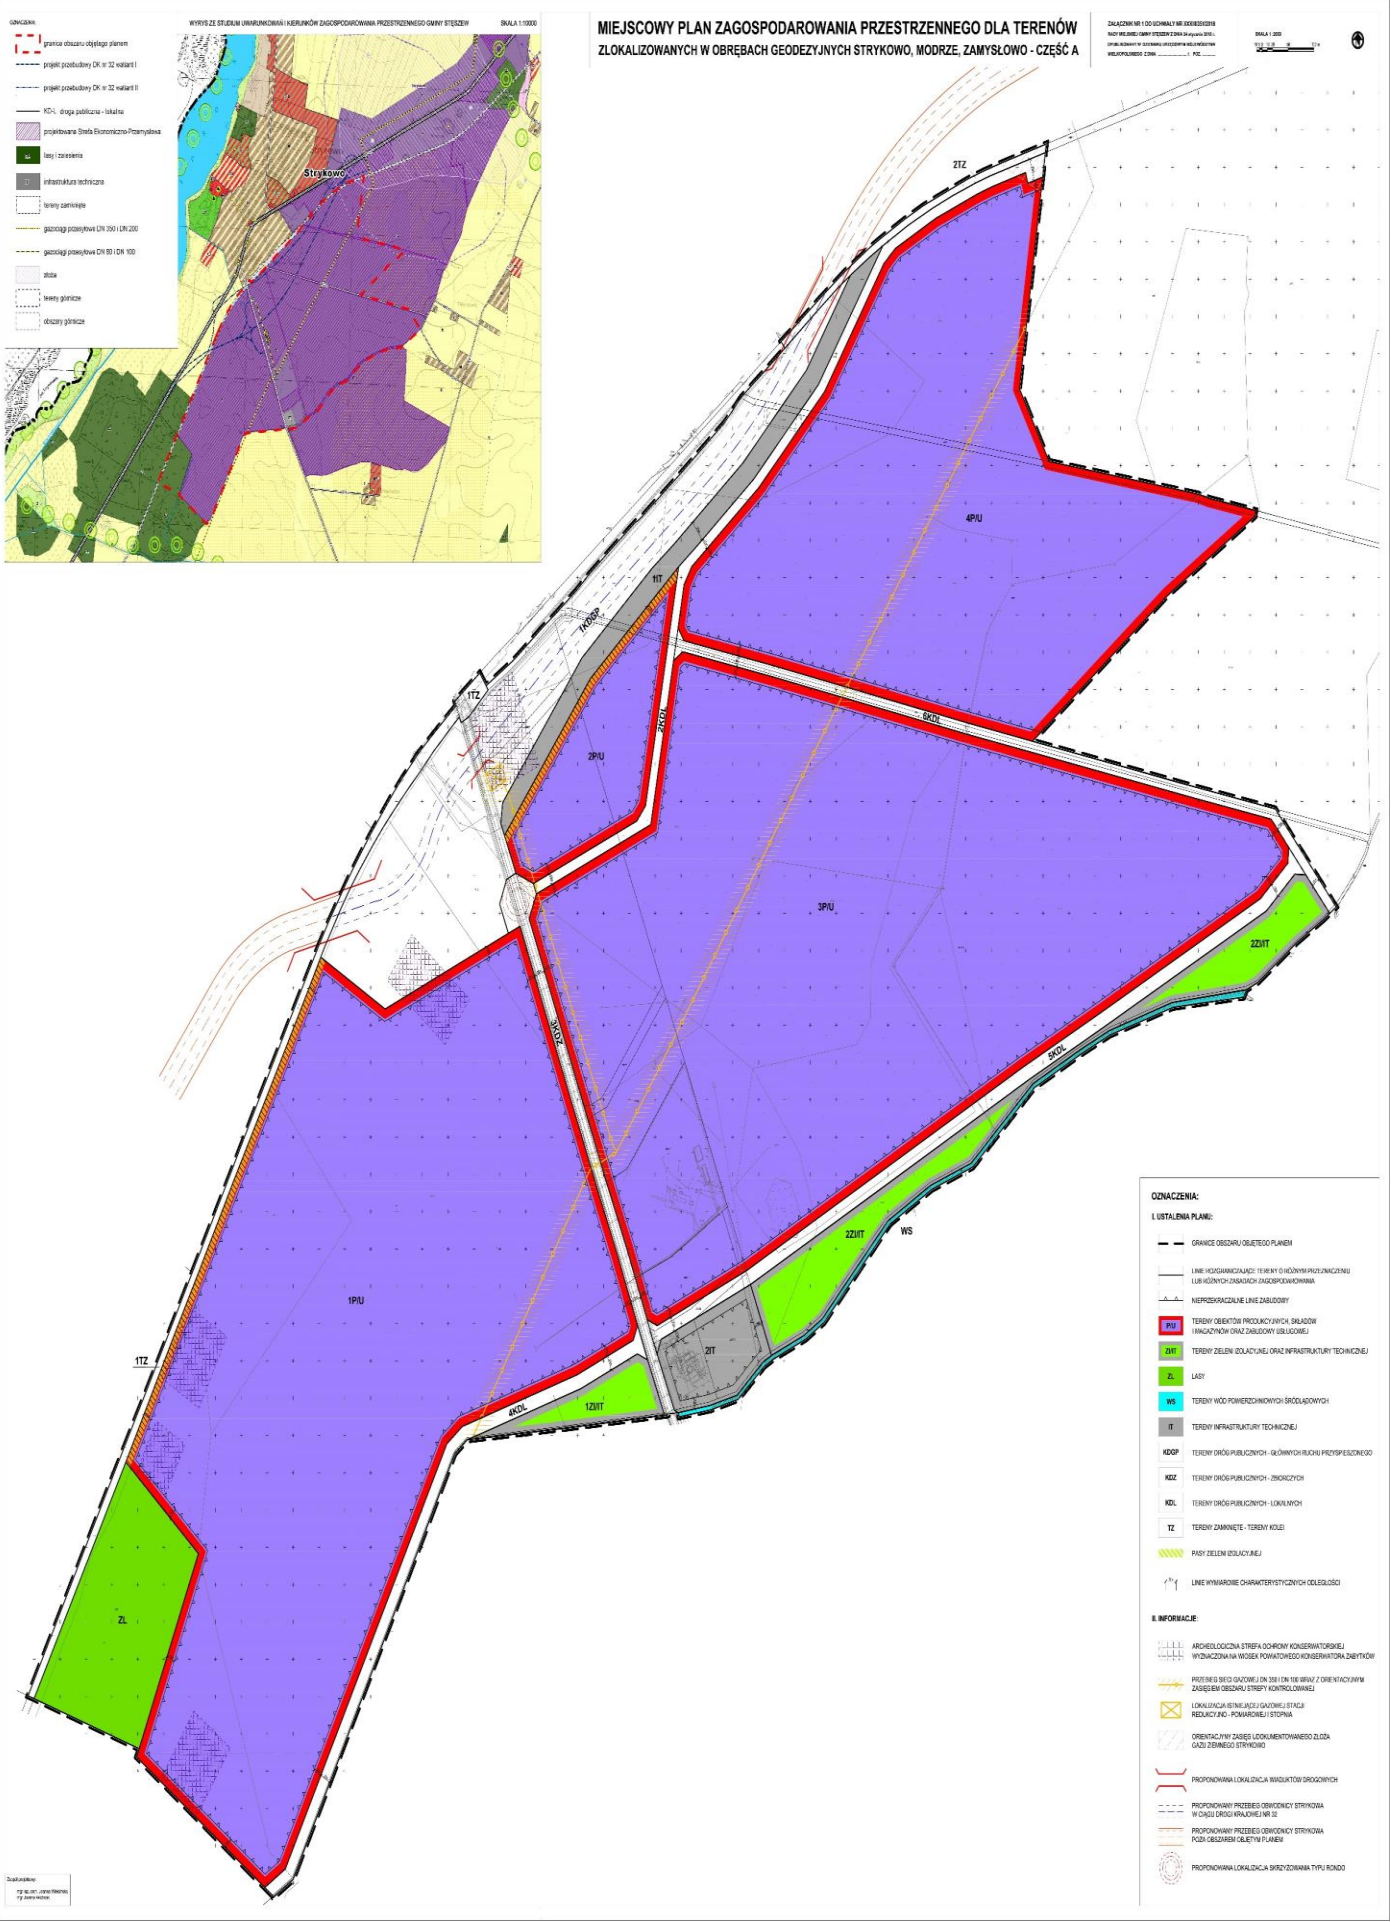 MIEJSCOWY PLAN ZAGOSPODAROWANIA PRZESTRZENNEGO DLA TERENÓW
ZLOKALIZOWANYCH W OBRĘBACH GEODEZYJNYCH STRYKOWO, MODRZE, ZAMYSŁOWO - CZĘŚĆ A
ZAŁĄCZNIK NR 1 DO UCHWAŁY NR
SKALA 1 :
OZNACZENIA:
WYRYS ZE STUDIUM UWARUNKOWAŃ I KIERUNKÓW ZAGOSPODAROWANIA PRZESTRZENNEGO GMINY STĘSZEW
SKALA 1:10000
granice obszaru objętego planem
projekt przebudowy DK nr 32 wariant I
projekt przebudowy DK nr 32 wariant II
KD-L droga publiczna - lokalna
projektowana Strefa Ekonomiczno-Przemysłowa
lasy i zalesienia
infrastruktura techniczna
tereny zamknięte
gazociągi przesyłowe DN 350 i DN 200
gazociągi przesyłowe DN 80 i DN 100
złoża
tereny górnicze
obszary górnicze
Strykowo
2TZ
4P/U
1IT
1KDGP
1TZ
2KDL
6KDL
2P/U
3P/U
2ZI/IT
3KDZ
5KDL
2ZI/IT
WS
1P/U
2IT
1TZ
4KDL
1ZI/IT
ZL
OZNACZENIA:
I. USTALENIA PLANU:
GRANICE OBSZARU OBJĘTEGO PLANEM
LINIE ROZGRANICZAJĄCE TERENY O RÓŻNYM PRZEZNACZENIU
LUB RÓŻNYCH ZASADACH ZAGOSPODAROWANIA
NIEPRZEKRACZALNE LINIE ZABUDOWY
P/U TERENY OBIEKTÓW PRODUKCYJNYCH, SKŁADÓW
I MAGAZYNÓW ORAZ ZABUDOWY USŁUGOWEJ
ZI/IT TERENY ZIELENI IZOLACYJNEJ ORAZ INFRASTRUKTURY TECHNICZNEJ
ZL LASY
WS TERENY WÓD POWIERZCHNIOWYCH ŚRÓDLĄDOWYCH
IT TERENY INFRASTRUKTURY TECHNICZNEJ
KDGP TERENY DRÓG PUBLICZNYCH - GŁÓWNYCH RUCHU PRZYŚPIESZONEGO
KDZ TERENY DRÓG PUBLICZNYCH - ZBIORCZYCH
KDL TERENY DRÓG PUBLICZNYCH - LOKALNYCH
TZ TERENY ZAMKNIĘTE - TERENY KOLEI
PASY ZIELENI IZOLACYJNEJ
LINIE WYMIAROWE CHARAKTERYSTYCZNYCH ODLEGŁOŚCI
II. INFORMACJE:
ARCHEOLOGICZNA STREFA OCHRONY KONSERWATORSKIEJ
WYZNACZONA NA WIOSEK POWIATOWEGO KONSERWATORA ZABYTKÓW
PRZEBIEG SIECI GAZOWEJ DN 350 I DN 100 WRAZ Z ORIENTACYJNYM
ZASIĘGIEM OBSZARU STREFY KONTROLOWANEJ
LOKALIZACJA ISTNIEJĄCEJ GAZOWEJ STACJI
REDUKCYJNO - POMIAROWEJ I STOPNIA
ORIENTACYJNY ZASIĘG UDOKUMENTOWANEGO ZŁOŻA
GAZU ZIEMNEGO STRYKOWO
PROPONOWANA LOKALIZACJA WIADUKTÓW DROGOWYCH
PROPONOWANY PRZEBIEG OBWODNICY STRYKOWA
W CIĄGU DROGI KRAJOWEJ NR 32
PROPONOWANY PRZEBIEG OBWODNICY STRYKOWA
POZA OBSZAREM OBJĘTYM PLANEM
PROPONOWANA LOKALIZACJA SKRZYŻOWANIA TYPU RONDO